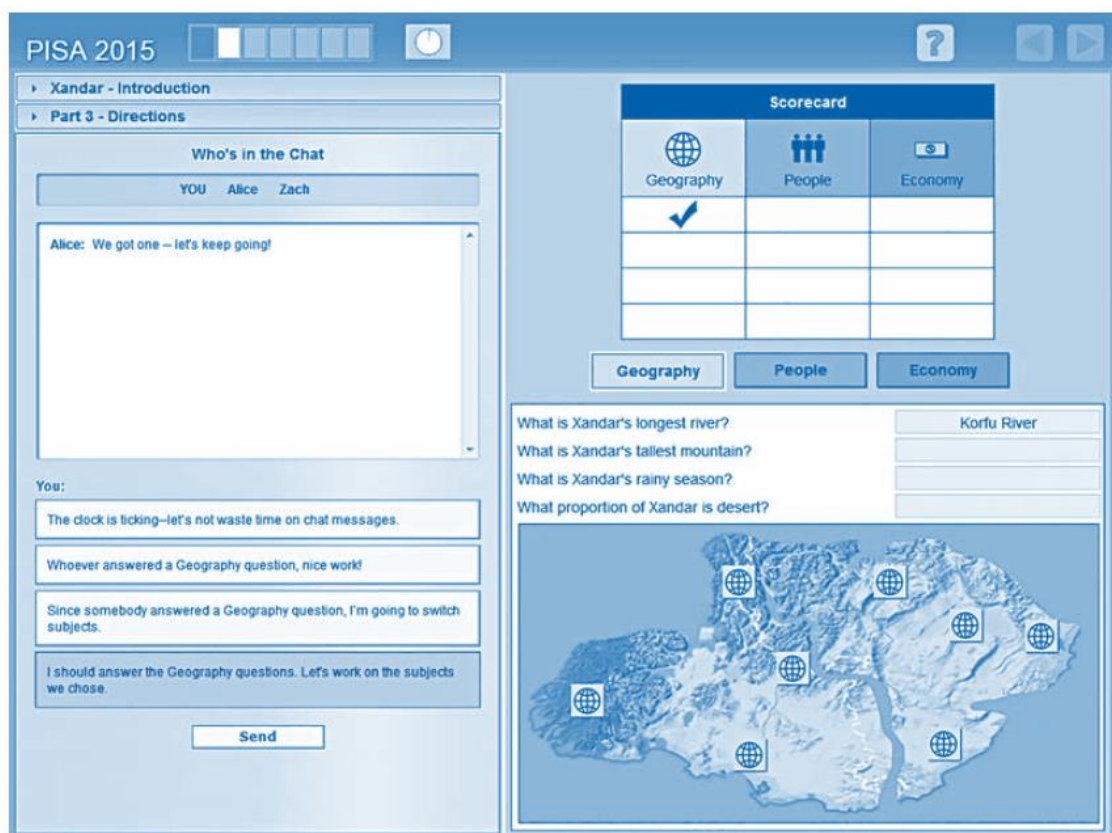 PISA 2015
?
Xandar - Introduction
Part 3 - Directions
Who's in the Chat
YOU Alice Zach
Alice: We got one – let's keep going!
You:
The clock is ticking–let's not waste time on chat messages.
Whoever answered a Geography question, nice work!
Since somebody answered a Geography question, I'm going to switch
subjects.
I should answer the Geography questions. Let's work on the subjects
we chose.
Send
Scorecard
Geography People Economy
Geography People Economy
What is Xandar's longest river? Korfu River
What is Xandar's tallest mountain?
What is Xandar's rainy season?
What proportion of Xandar is desert?